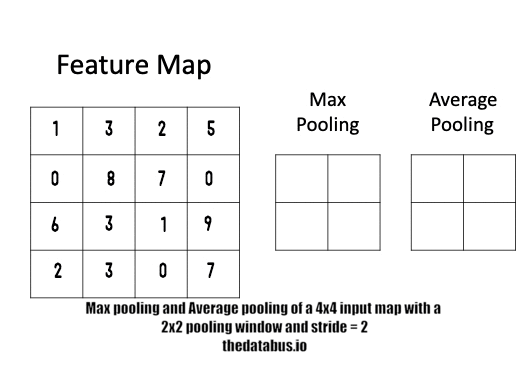 Feature Map
Max
Pooling
Average
Pooling
1 3 2 5
0 8 7 0
6 3 1 9
2 3 0 7
Max pooling and Average pooling of a 4x4 input map with a
2x2 pooling window and stride = 2
thedatabus.io